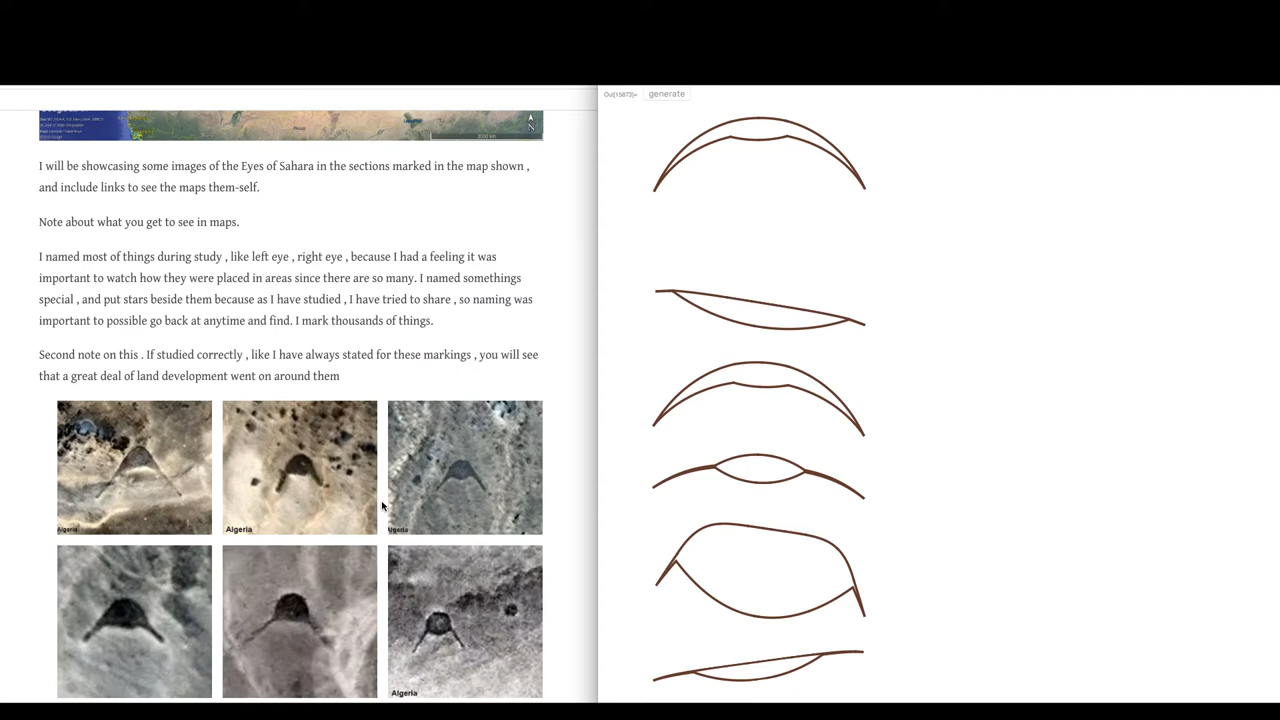 2000 km
N
I will be showcasing some images of the Eyes of Sahara in the sections marked in the map shown ,
and include links to see the maps them-self.
Note about what you get to see in maps.
I named most of things during study , like left eye , right eye , because I had a feeling it was
important to watch how they were placed in areas since there are so many. I named somethings
special , and put stars beside them because as I have studied , I have tried to share , so naming was
important to possible go back at anytime and find. I mark thousands of things.
Second note on this . If studied correctly , like I have always stated for these markings , you will see
that a great deal of land development went on around them
Algeria
Algeria
Algeria
Algeria
generate